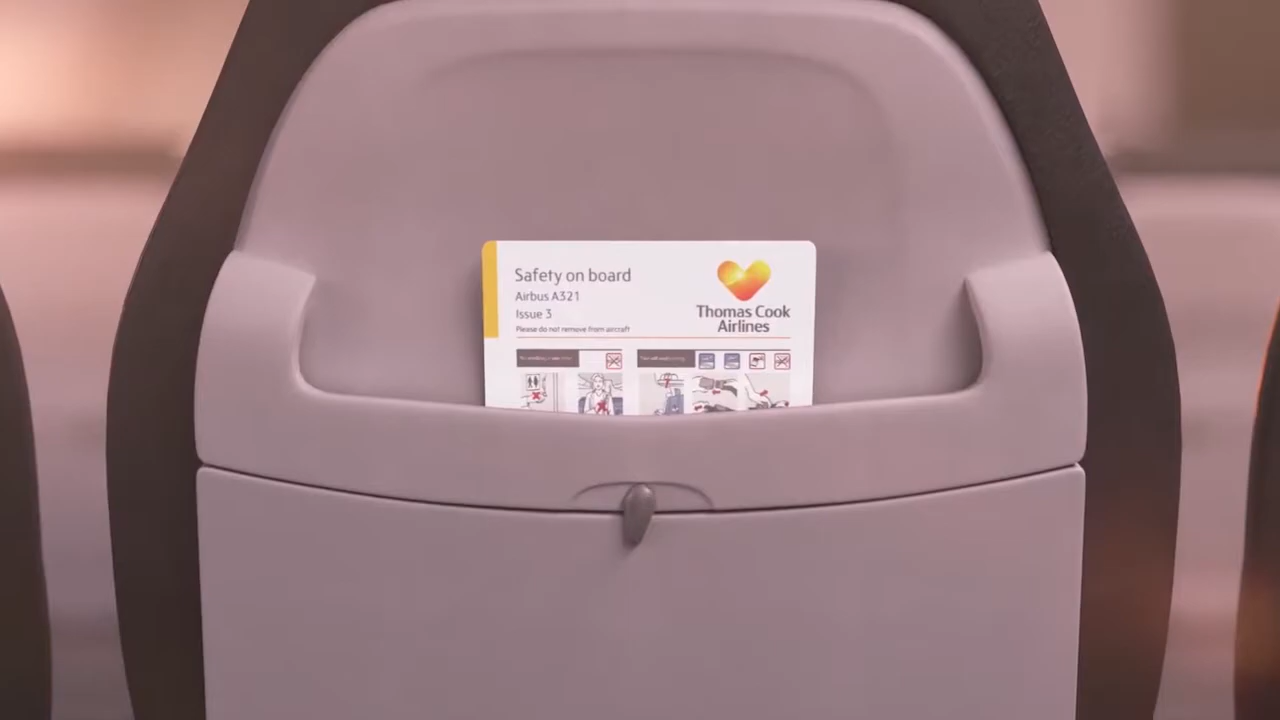 Safety on board
Airbus A321
Issue 3
Please do not remove from aircraft
Thomas Cook
Airlines